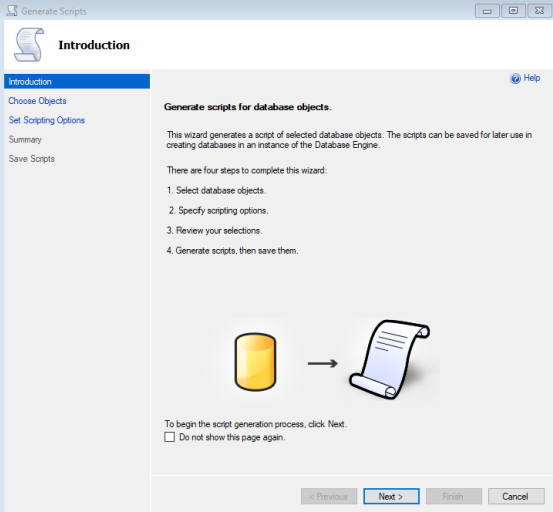 Generate Scripts
Introduction
Introduction
Choose Objects
Set Scripting Options
Summary
Save Scripts
Help
Generate scripts for database objects.
This wizard generates a script of selected database objects. The scripts can be saved for later use in
creating databases in an instance of the Database Engine.
There are four steps to complete this wizard:
1. Select database objects.
2. Specify scripting options.
3. Review your selections.
4. Generate scripts, then save them.
To begin the script generation process, click Next.
Do not show this page again.
< Previous
Next >
Finish
Cancel